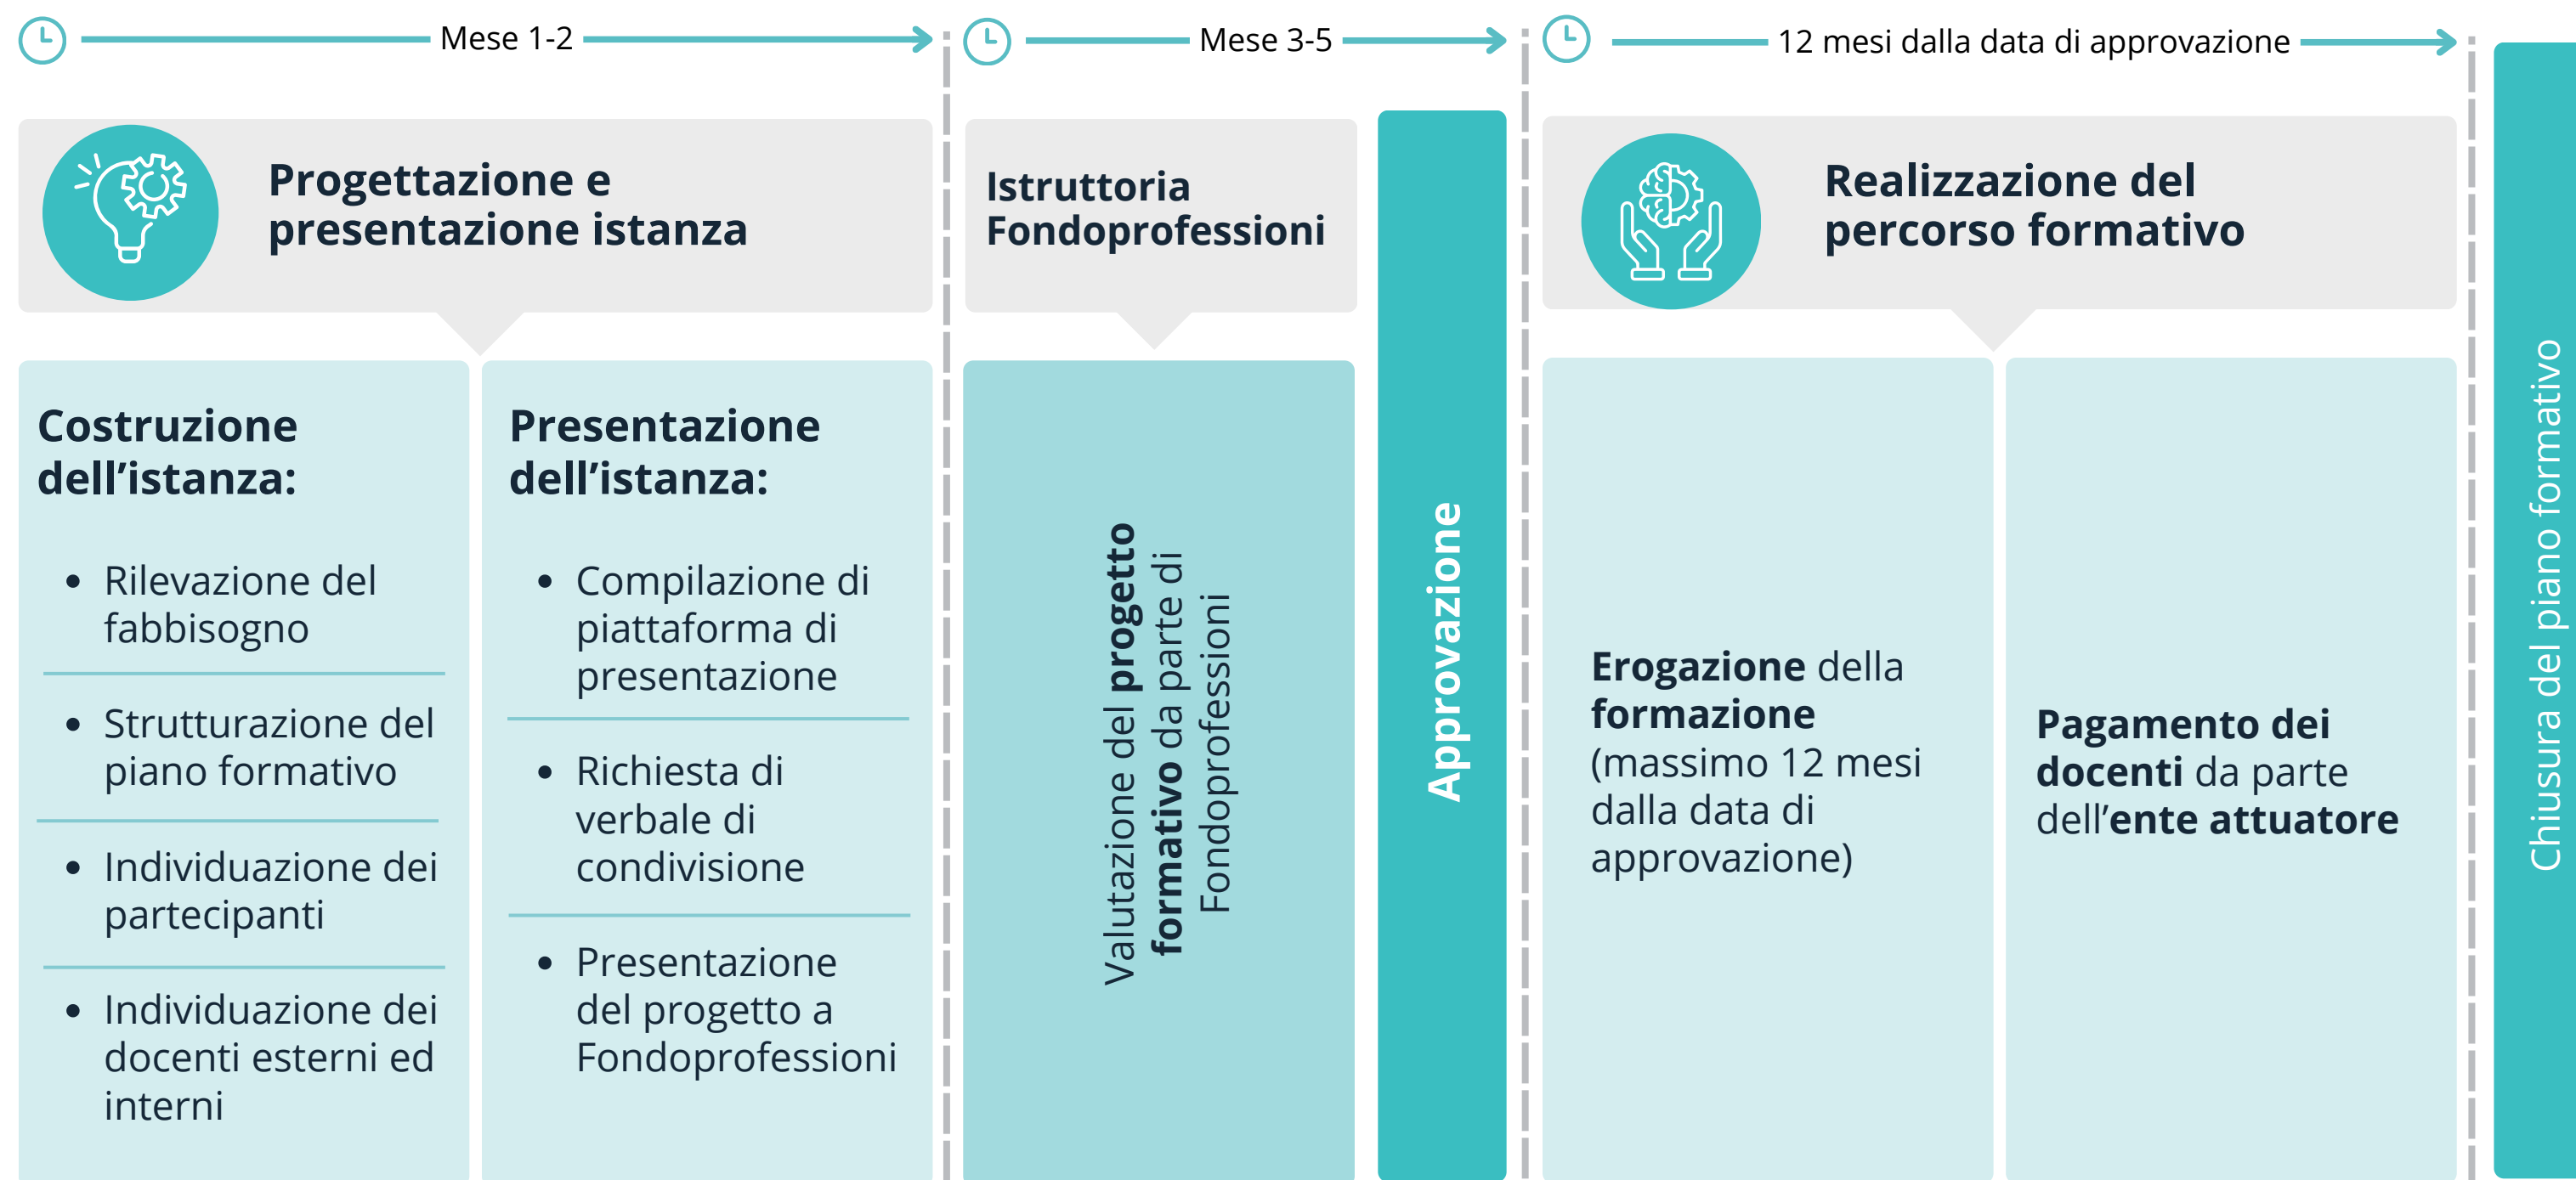 Mese 1-2
Mese 3-5
12 mesi dalla data di approvazione
Progettazione e
presentazione istanza
Istruttoria
Fondoprofessioni
Realizzazione del
percorso formativo
Costruzione
dell’istanza:
• Rilevazione del
fabbisogno
• Strutturazione del
piano formativo
• Individuazione dei
partecipanti
• Individuazione dei
docenti esterni ed
interni
Presentazione
dell’istanza:
• Compilazione di
piattaforma di
presentazione
• Richiesta di
verbale di
condivisione
• Presentazione
del progetto a
Fondoprofessioni
Valutazione del progetto
formativo da parte di
Fondoprofessioni
Approvazione
Erogazione della
formazione
(massimo 12 mesi
dalla data di
approvazione)
Pagamento dei
docenti da parte
dell’ente attuatore
Chiusura del piano formativo